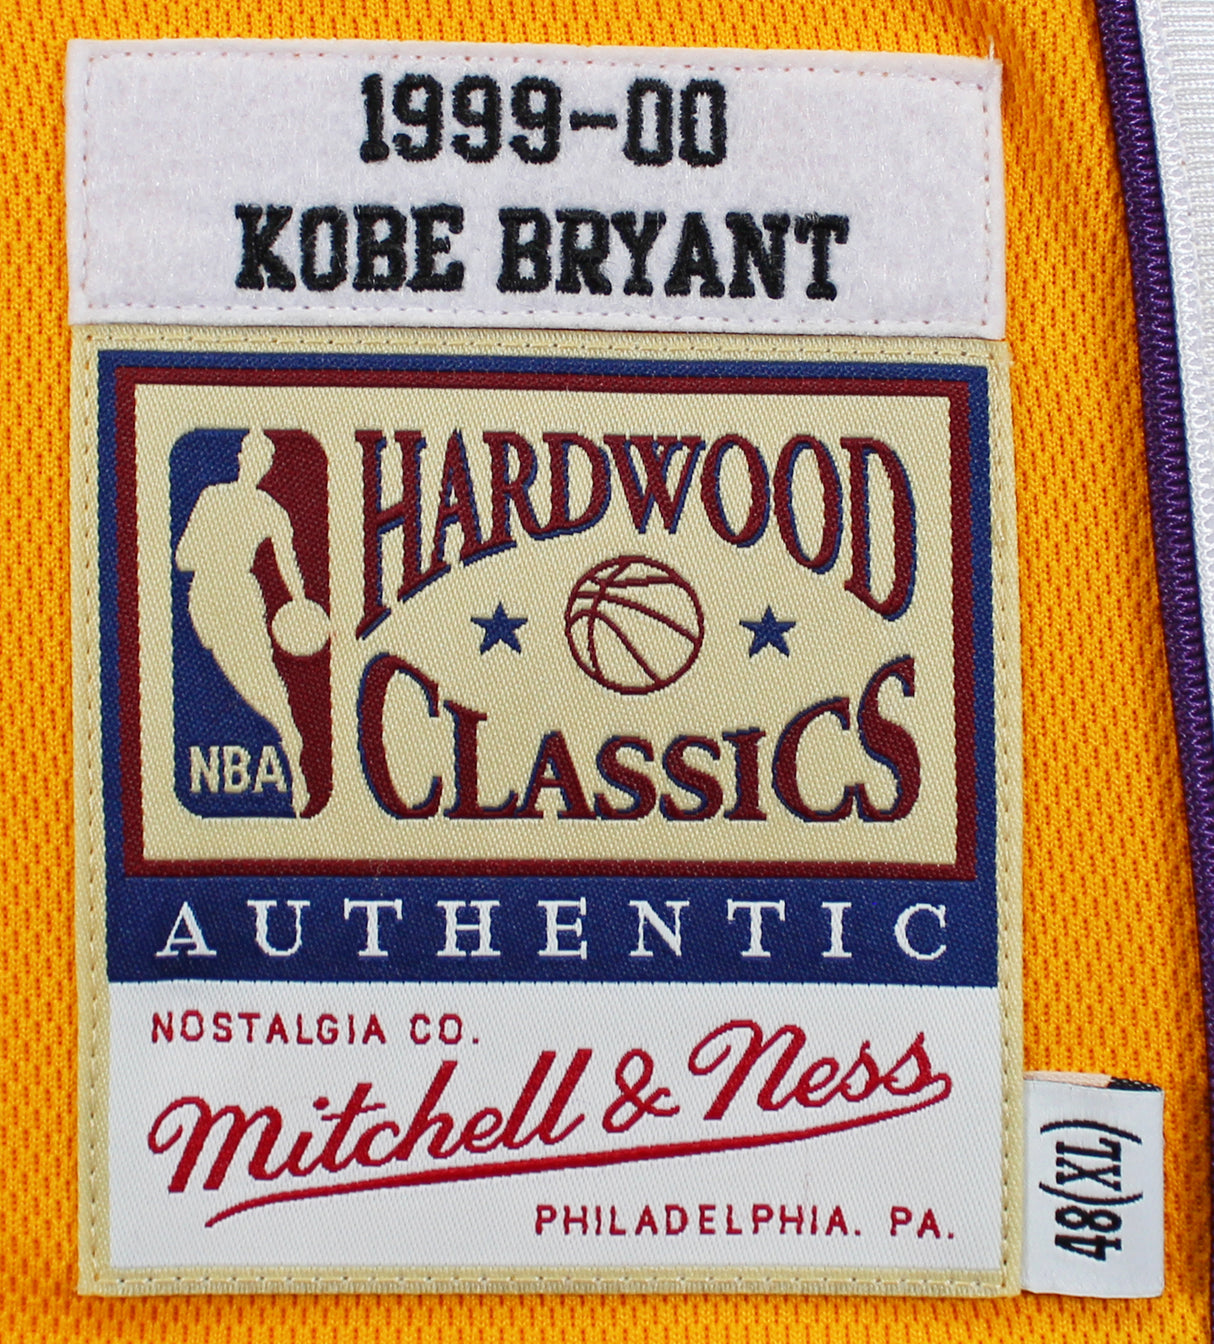 1999-00
KOBE BRYANT
HARDWOOD
CLASSICS
NBA
AUTHENTIC
NOSTALGIA CO.
Mitchell & Ness
PHILADELPHIA. PA.
48(XL)